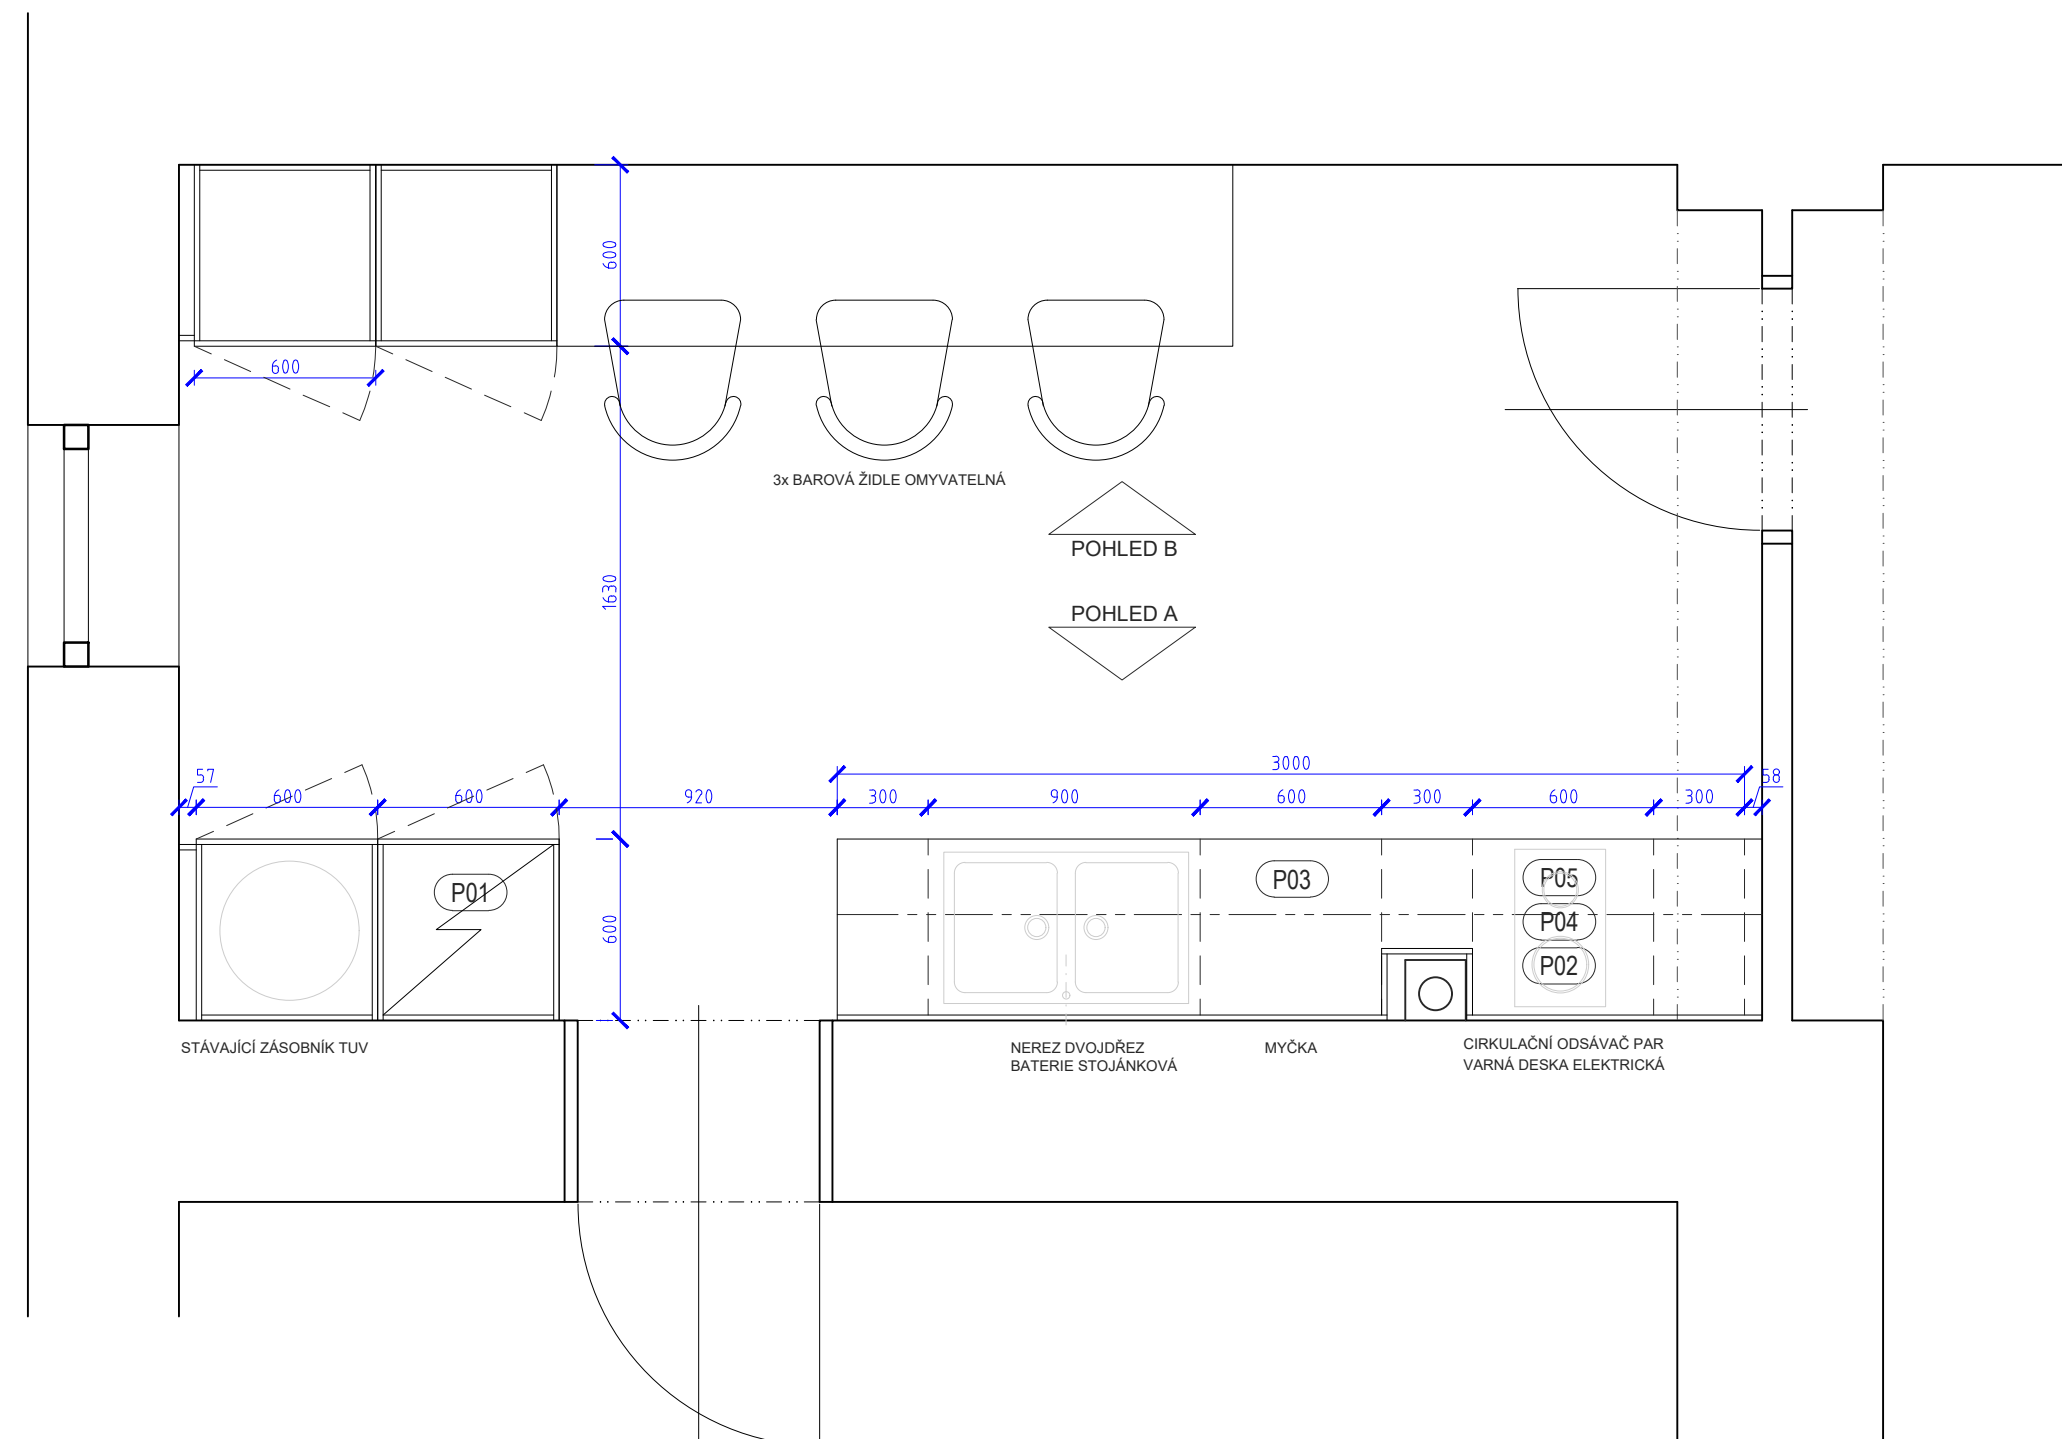 600
600
3x BAROVÁ ŽIDLE OMYVATELNÁ
POHLED B
1630
POHLED A
3000
57
58
600
600
920
300
900
600
300
600
300
P01
P03
P05
P04
P02
600
STÁVAJÍCÍ ZÁSOBNÍK TUV
NEREZ DVOJDŘEZ
BATERIE STOJÁNKOVÁ
MYČKA
CIRKULAČNÍ ODSÁVAČ PAR
VARNÁ DESKA ELEKTRICKÁ